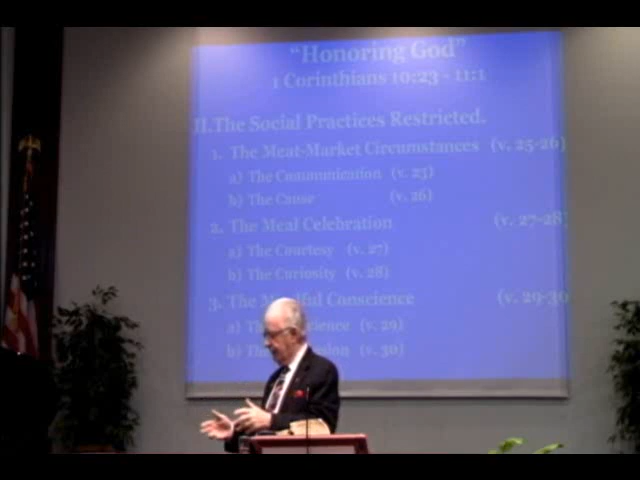 "Honoring God"
1 Corinthians 10:23 - 11:1
II.The Social Practices Restricted.
1. The Meat-Market Circumstances (v. 25-26)
a) The Communication (v. 25)
b) The Cause (v. 26)
2. The Meal Celebration (v. 27-28)
a) The Courtesy (v. 27)
b) The Curiosity (v. 28)
3. The Conscience (v. 29-30
a) (v. 29)
b) (v. 30)